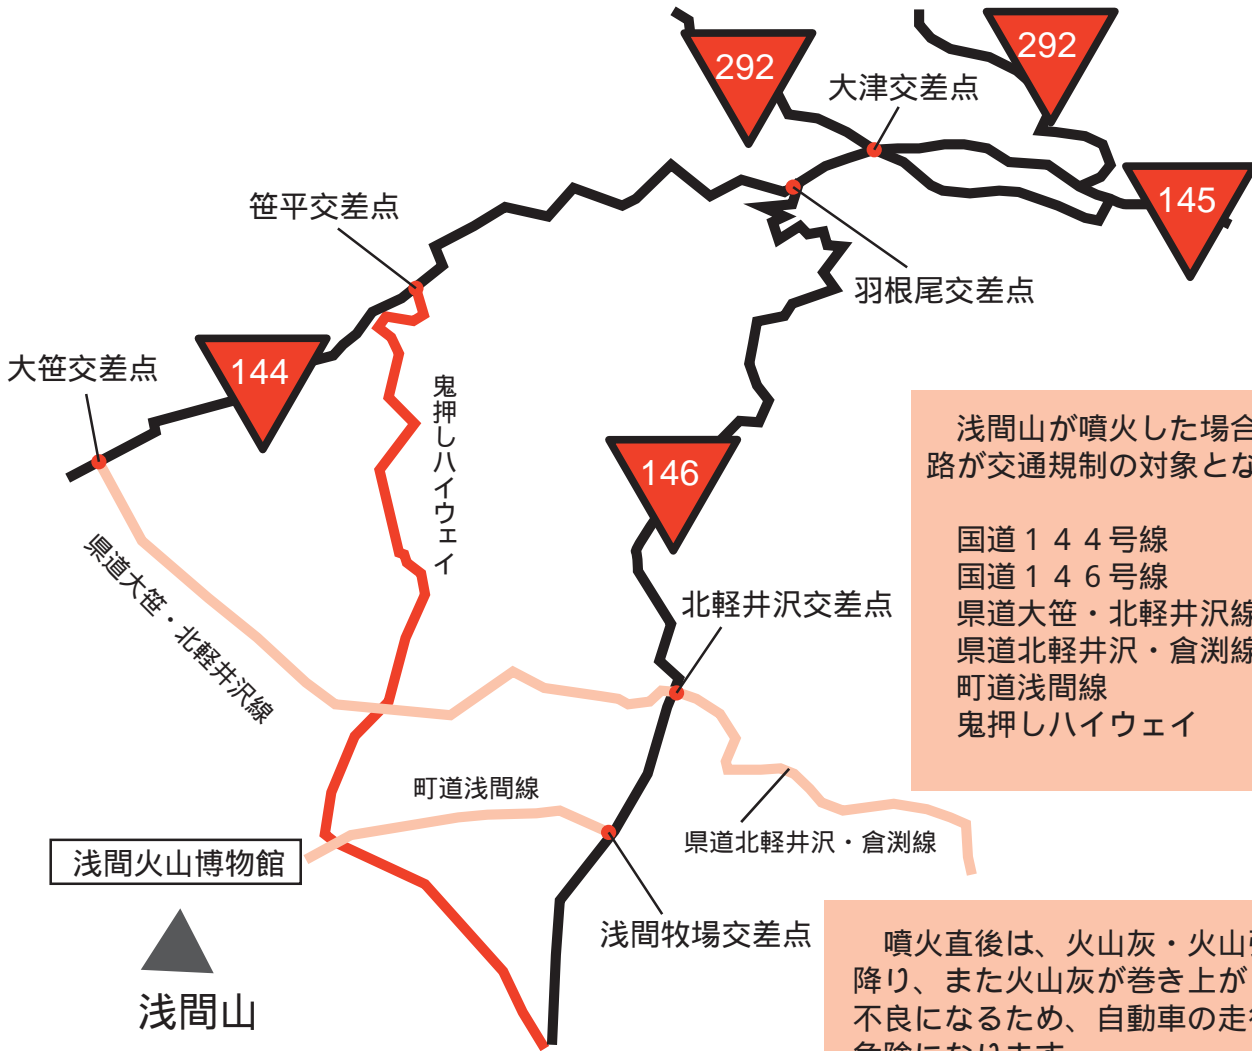 292
292
大津交差点
145
笹平交差点
羽根尾交差点
大笹交差点
144
鬼押しハイウェイ
146
浅間山が噴火した場合
路が交通規制の対象とな
国道１４４号線
国道１４６号線
県道大笹・北軽井沢線
県道北軽井沢・倉渕線
町道浅間線
鬼押しハイウェイ
県道大笹・北軽井沢線
北軽井沢交差点
町道浅間線
県道北軽井沢・倉渕線
浅間火山博物館
浅間牧場交差点
浅間山
噴火直後は、火山灰・火山
降り、また火山灰が巻き上が
不良になるため、自動車の走
危険になります